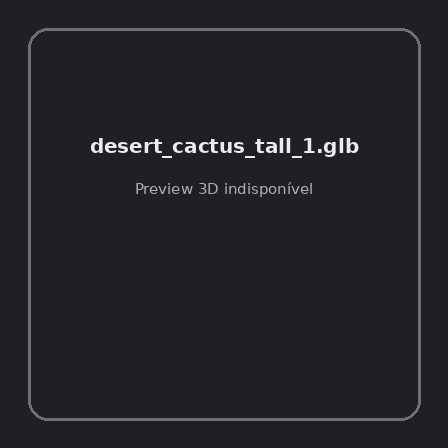 desert_cactus_tall_1.glb
Preview 3D indisponível